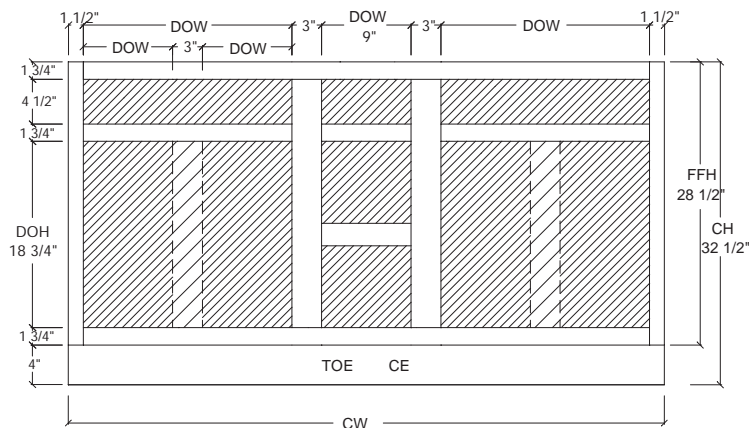 1 1/2" DOW 3" DOW 3" DOW 1 1/2"
DOW 3" DOW 9"
1 3/4"
4 1/2"
1 3/4"
DOH
18 3/4"
1 3/4"
4"
FFH
28 1/2"
CH
32 1/2"
TOE CE
CW